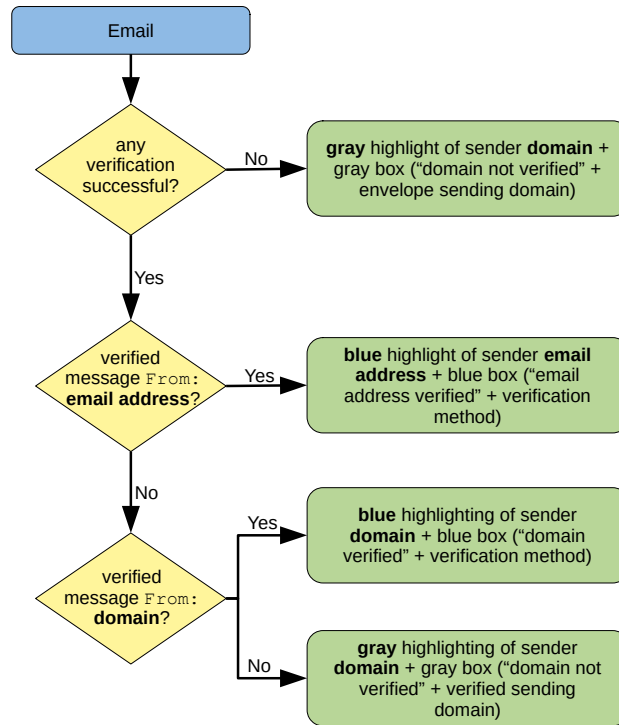 Email
any
verification
successful?
No
gray highlight of sender domain +
gray box (“domain not verified” +
envelope sending domain)
Yes
verified
message From:
email address?
Yes
blue highlight of sender email
address + blue box (“email
address verified” + verification
method)
No
verified
message From:
domain?
Yes
blue highlighting of sender
domain + blue box (“domain
verified” + verification method)
No
gray highlighting of sender
domain + gray box (“domain not
verified” + verified sending
domain)